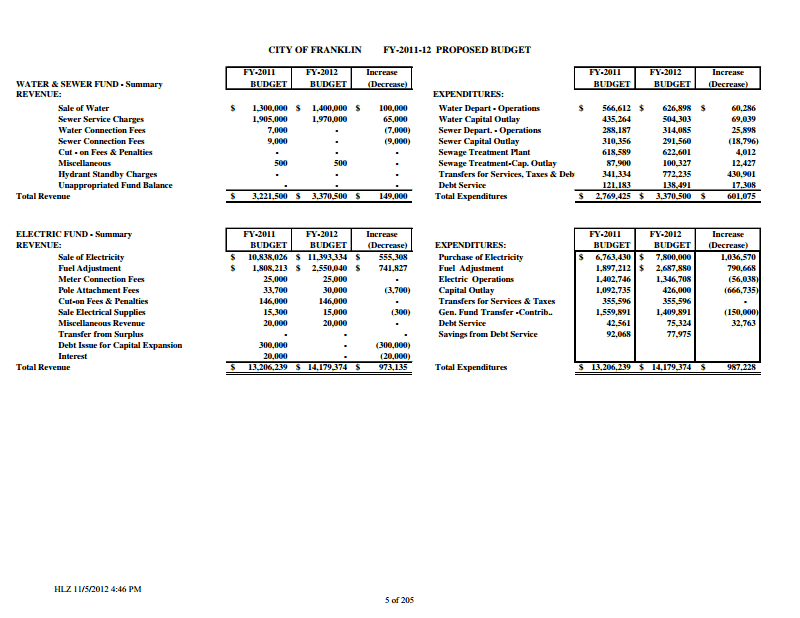 CITY OF FRANKLIN FY-2011-12 PROPOSED BUDGET
FY-2011 FY-2012 Increase FY-2011 FY-2012 Increase
WATER & SEWER FUND - Summary BUDGET BUDGET (Decrease) BUDGET BUDGET (Decrease)
REVENUE: EXPENDITURES:
Sale of Water $ 1,300,000 $ 1,400,000 $ 100,000 Water Depart - Operations $ 566,612 $ 626,898 $ 60,286
Sewer Service Charges 1,905,000 1,970,000 65,000 Water Capital Outlay 435,264 504,303 69,039
Water Connection Fees 7,000 - (7,000) Sewer Depart. - Operations 288,187 314,085 25,898
Sewer Connection Fees 9,000 - (9,000) Sewer Capital Outlay 310,356 291,560 (18,796)
Cut - on Fees & Penalties - - - Sewage Treatment Plant 618,589 622,601 4,012
Miscellaneous 500 500 - Sewage Treatment-Cap. Outlay 87,900 100,327 12,427
Hydrant Standby Charges - - - Transfers for Services, Taxes & Deb 341,334 772,235 430,901
Unappropriated Fund Balance - - - Debt Service 121,183 138,491 17,308
Total Revenue $ 3,221,500 $ 3,370,500 $ 149,000 Total Expenditures $ 2,769,425 $ 3,370,500 $ 601,075
ELECTRIC FUND - Summary FY-2011 FY-2012 Increase FY-2011 FY-2012 Increase
REVENUE: BUDGET BUDGET (Decrease) EXPENDITURES: BUDGET BUDGET (Decrease)
Sale of Electricity $ 10,838,026 $ 11,393,334 $ 555,308 Purchase of Electricity $ 6,763,430 $ 7,800,000 1,036,570
Fuel Adjustment $ 1,808,213 $ 2,550,040 $ 741,827 Fuel Adjustment 1,897,212 $ 2,687,880 790,668
Meter Connection Fees 25,000 25,000 - Electric Operations 1,402,746 1,346,708 (56,038)
Pole Attachment Fees 33,700 30,000 (3,700) Capital Outlay 1,092,735 426,000 (666,735)
Cut-on Fees & Penalties 146,000 146,000 - Transfers for Services & Taxes 355,596 355,596 -
Sale Electrical Supplies 15,300 15,000 (300) Gen. Fund Transfer -Contrib.. 1,559,891 1,409,891 (150,000)
Miscellaneous Revenue 20,000 20,000 - Debt Service 42,561 75,324 32,763
Transfer from Surplus - - - Savings from Debt Service 92,068 77,975
Debt Issue for Capital Expansion 300,000 - (300,000)
Interest 20,000 - (20,000)
Total Revenue $ 13,206,239 $ 14,179,374 $ 973,135 Total Expenditures $ 13,206,239 $ 14,179,374 $ 987,228
HLZ 11/5/2012 4:46 PM
5 of 205